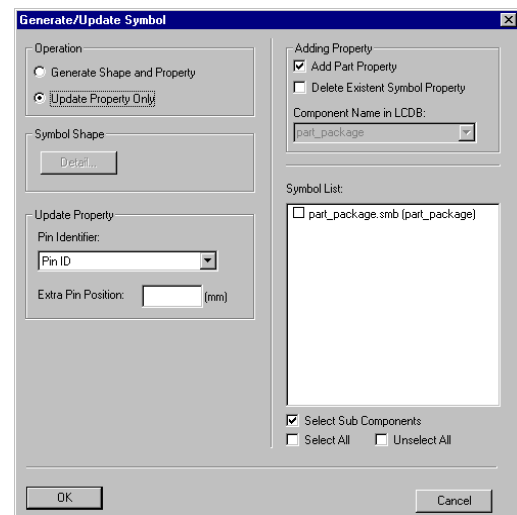 Generate/Update Symbol
Operation
Generate Shape and Property
Update Property Only
Symbol Shape
Detail...
Update Property
Pin Identifier:
Pin ID
Extra Pin Position:
(mm)
Adding Property
Add Part Property
Delete Existent Symbol Property
Component Name in LCDB:
part_package
Symbol List:
part_package.smb (part_package)
Select Sub Components
Select All Unselect All
OK
Cancel